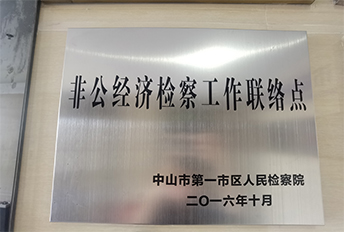 非公经济检察工作联络点
中山市第一市区人民检察院
二〇一六年十月